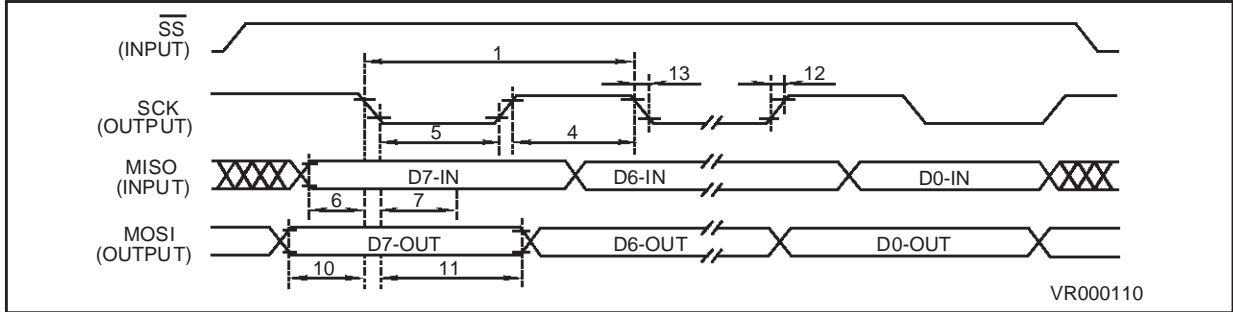 SS
(INPUT)
1
13
12
SCK
(OUTPUT)
5
4
MISO
(INPUT)
D7-IN
D6-IN
D0-IN
6
7
MOSI
(OUTPUT)
D7-OUT
D6-OUT
D0-OUT
10
11
VR000110